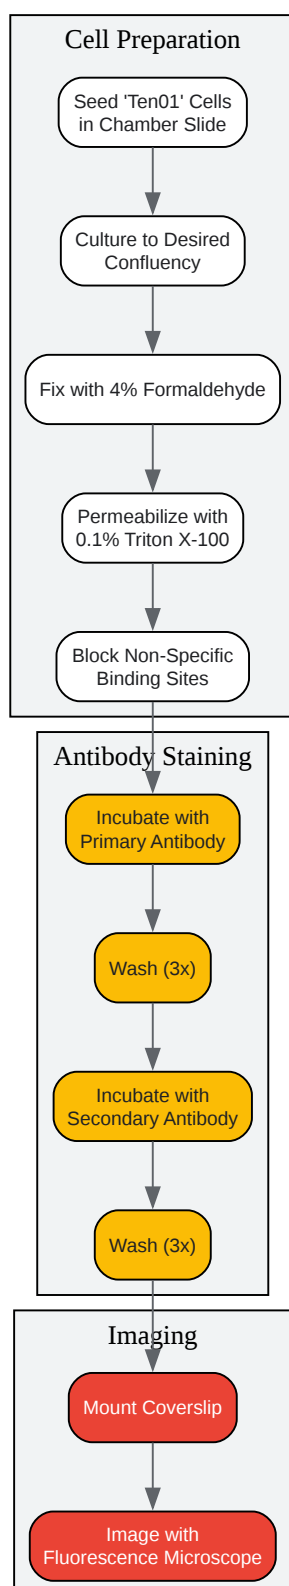 Cell Preparation
Seed 'Ten01' Cells
in Chamber Slide
Culture to Desired
Confluency
Fix with 4% Formaldehyde
Permeabilize with
0.1% Triton X-100
Block Non-Specific
Binding Sites
Antibody Staining
Incubate with
Primary Antibody
Wash (3x)
Incubate with
Secondary Antibody
Wash (3x)
Imaging
Mount Coverslip
Image with
Fluorescence Microscope